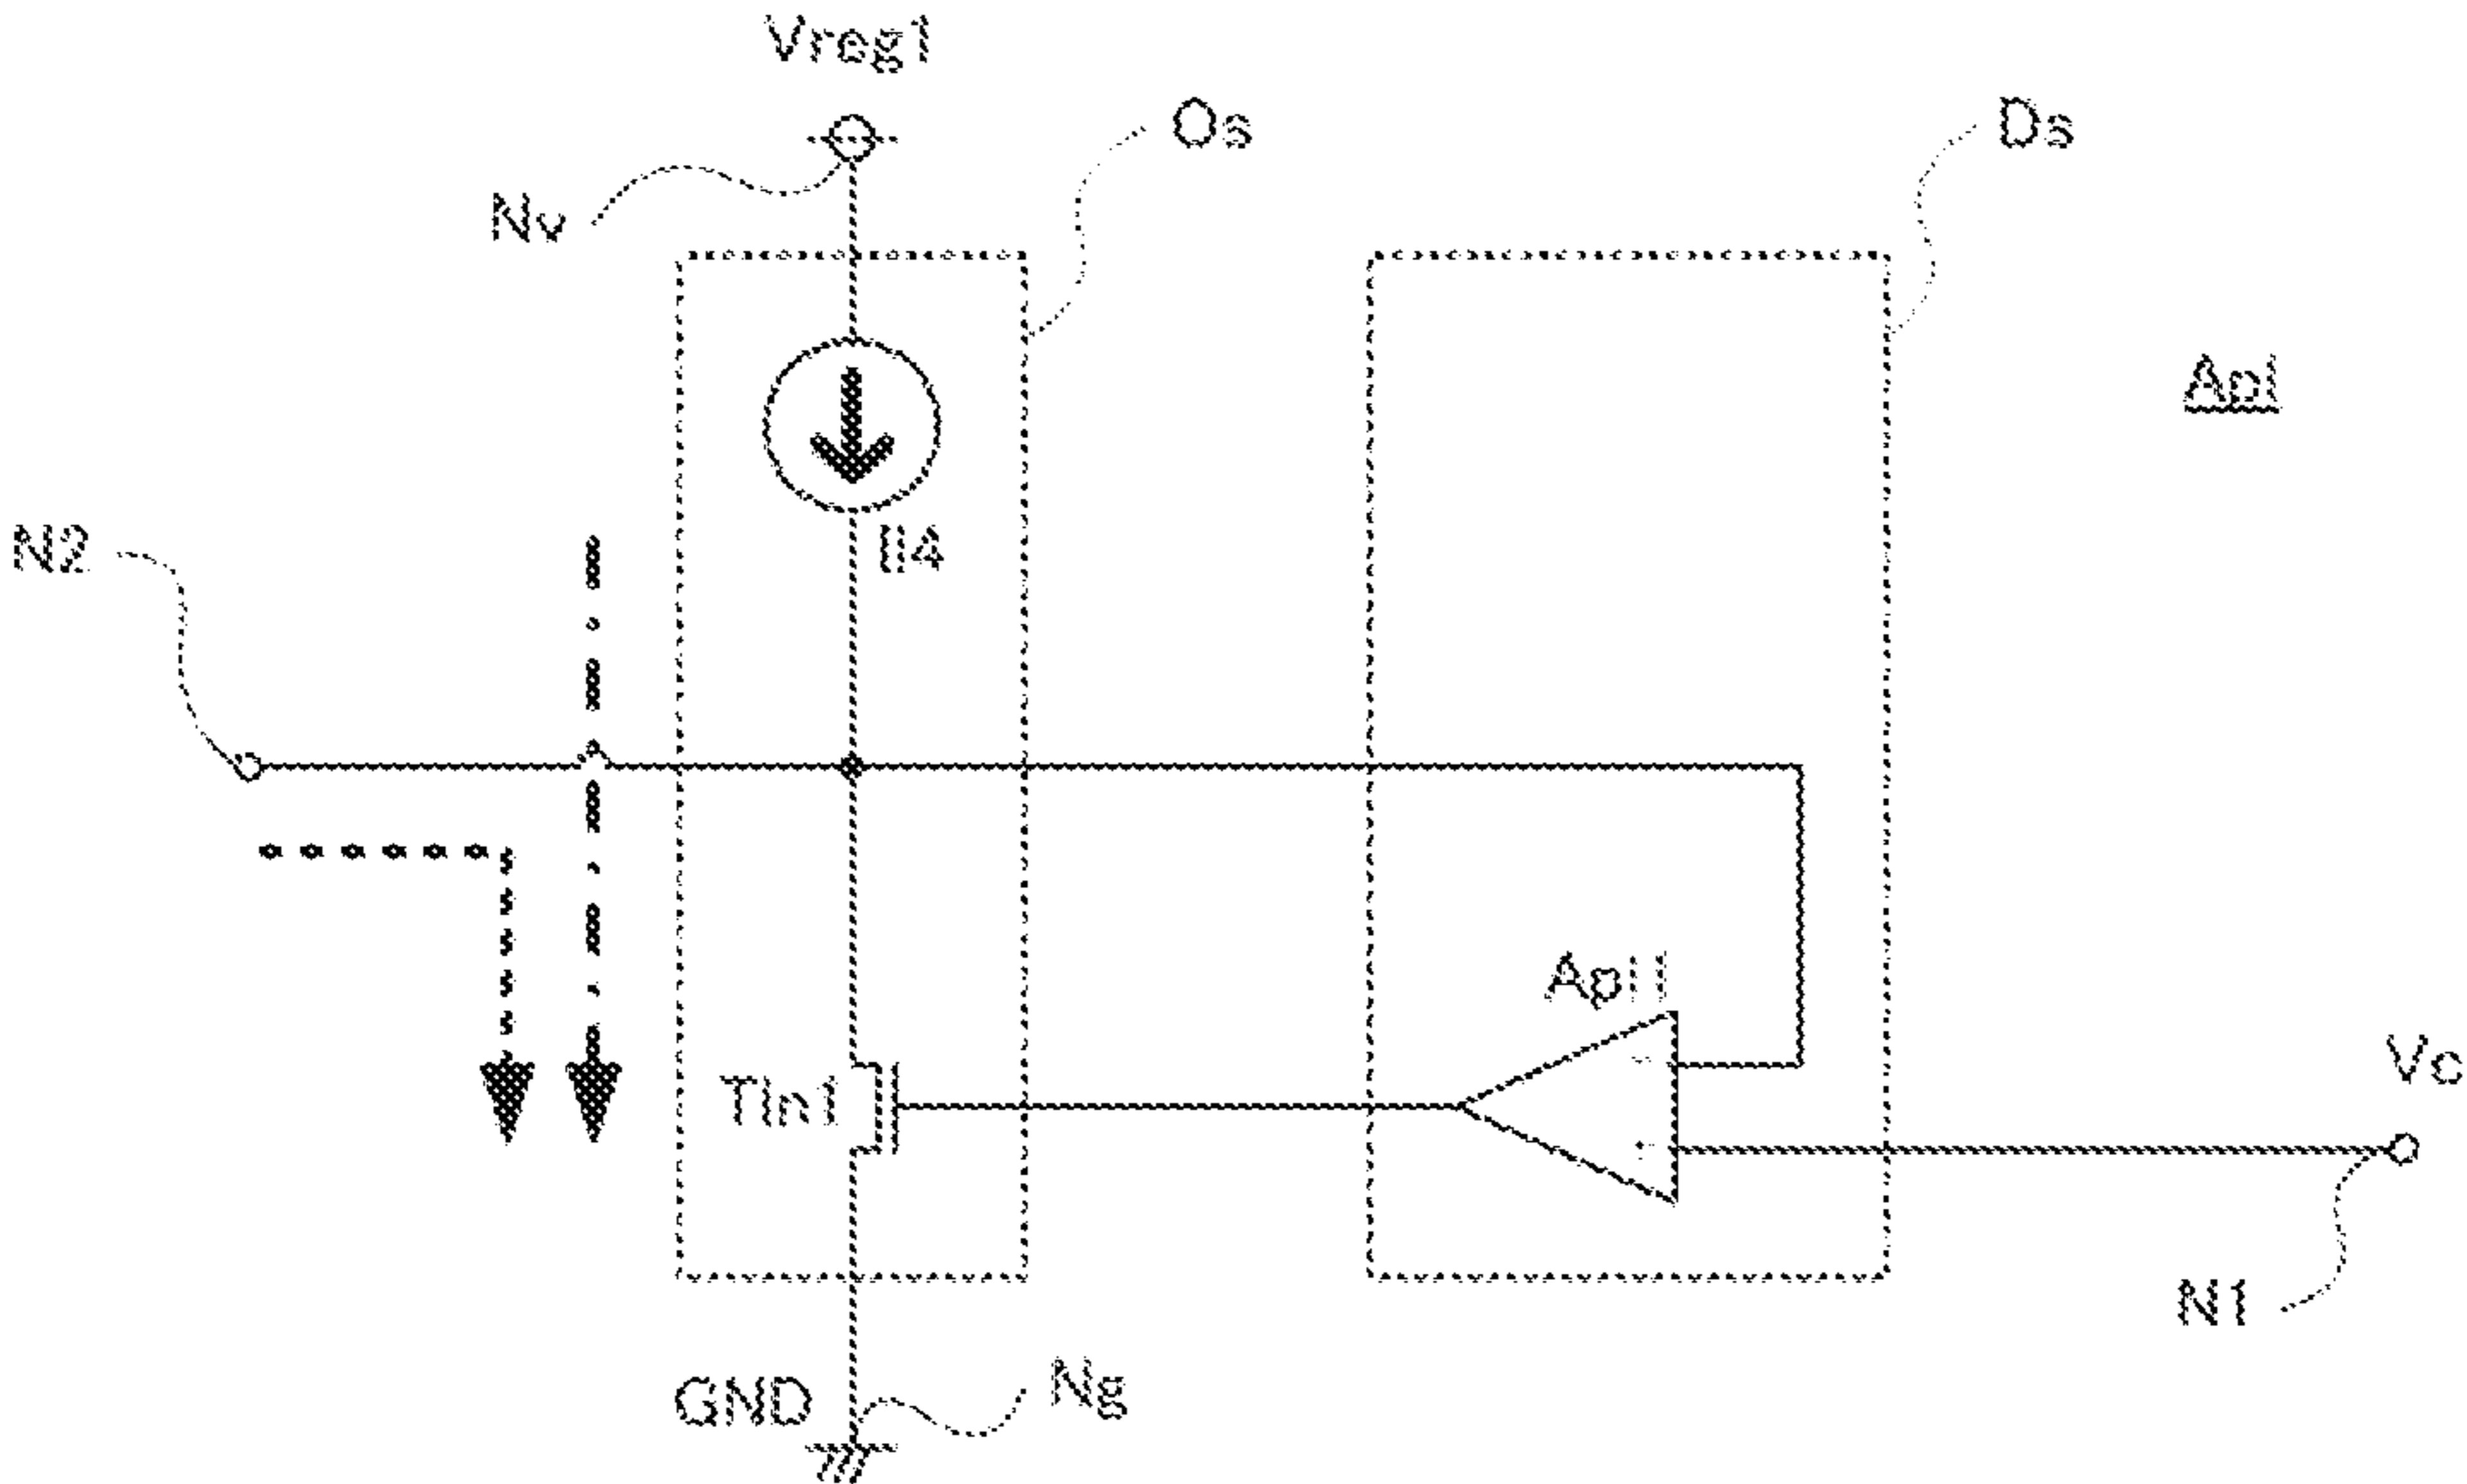 Vreg1
Os
Ds
Nv
Apl
N2
Il4
Apl1
-
Vc
Tln1
+
N1
GND
Ng